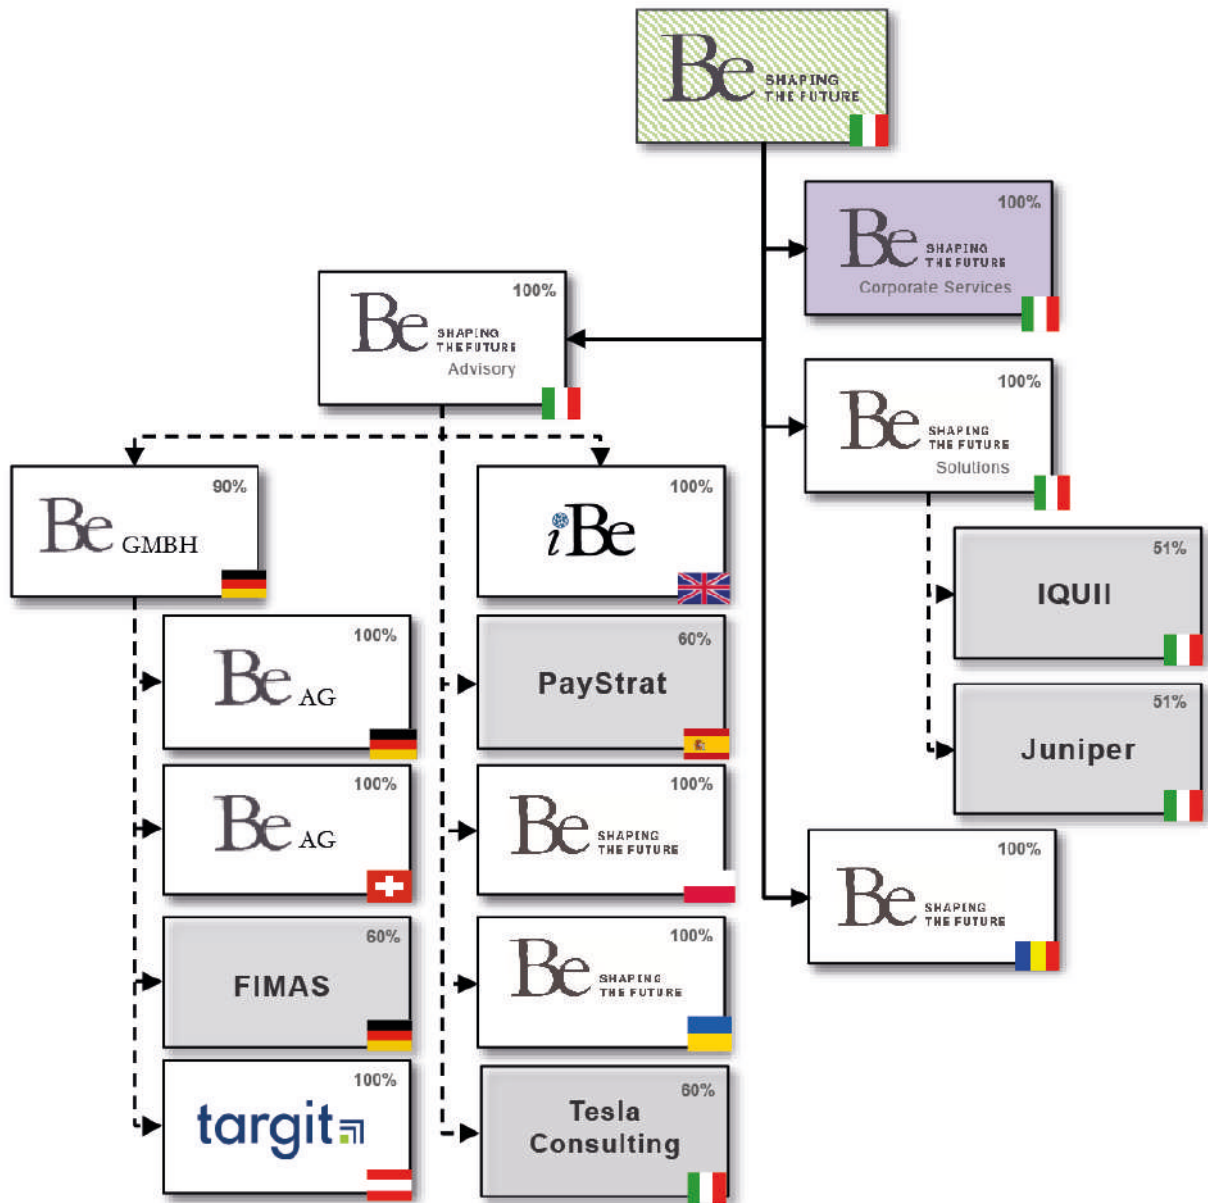 Be SHAPING
THE FUTURE
100%
Be SHAPING
THE FUTURE
Corporate Services
100%
Be SHAPING
THE FUTURE
Advisory
100%
Be SHAPING
THE FUTURE
Solutions
90%
Be GMBH
100%
iBe
51%
IQUII
100%
Be AG
60%
PayStrat
51%
Juniper
100%
Be AG
100%
Be SHAPING
THE FUTURE
100%
Be SHAPING
THE FUTURE
60%
FIMAS
100%
Be SHAPING
THE FUTURE
100%
targit
60%
Tesla
Consulting